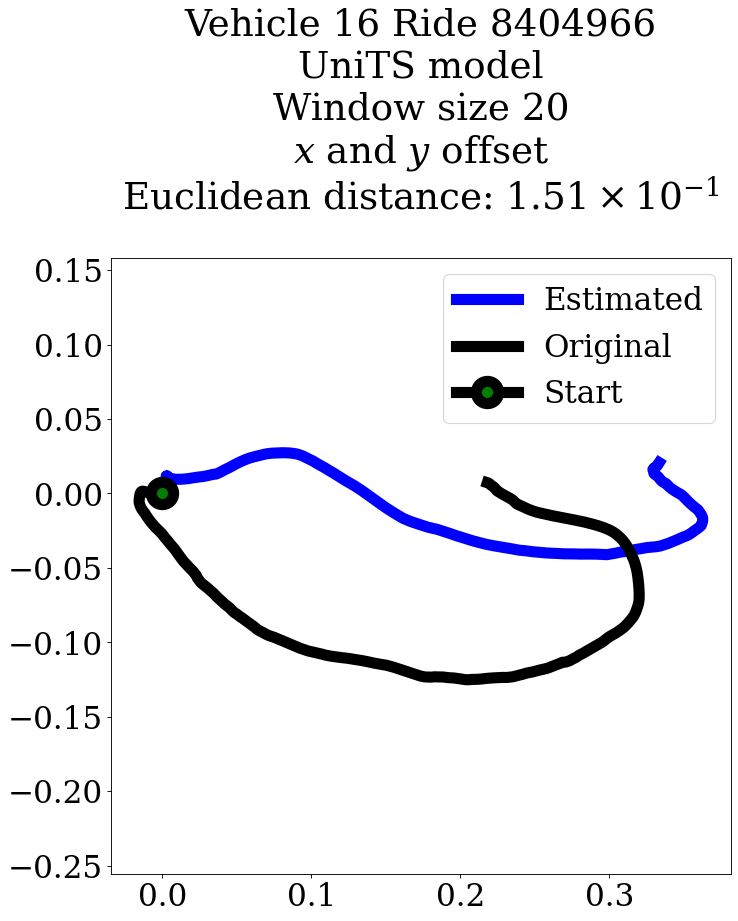 Vehicle 16 Ride 8404966
UniTS model
Window size 20
x and y offset
Euclidean distance: 1.51 × 10⁻¹
0.15
0.10
0.05
0.00
−0.05
−0.10
−0.15
−0.20
−0.25
Estimated
Original
Start
0.0 0.1 0.2 0.3